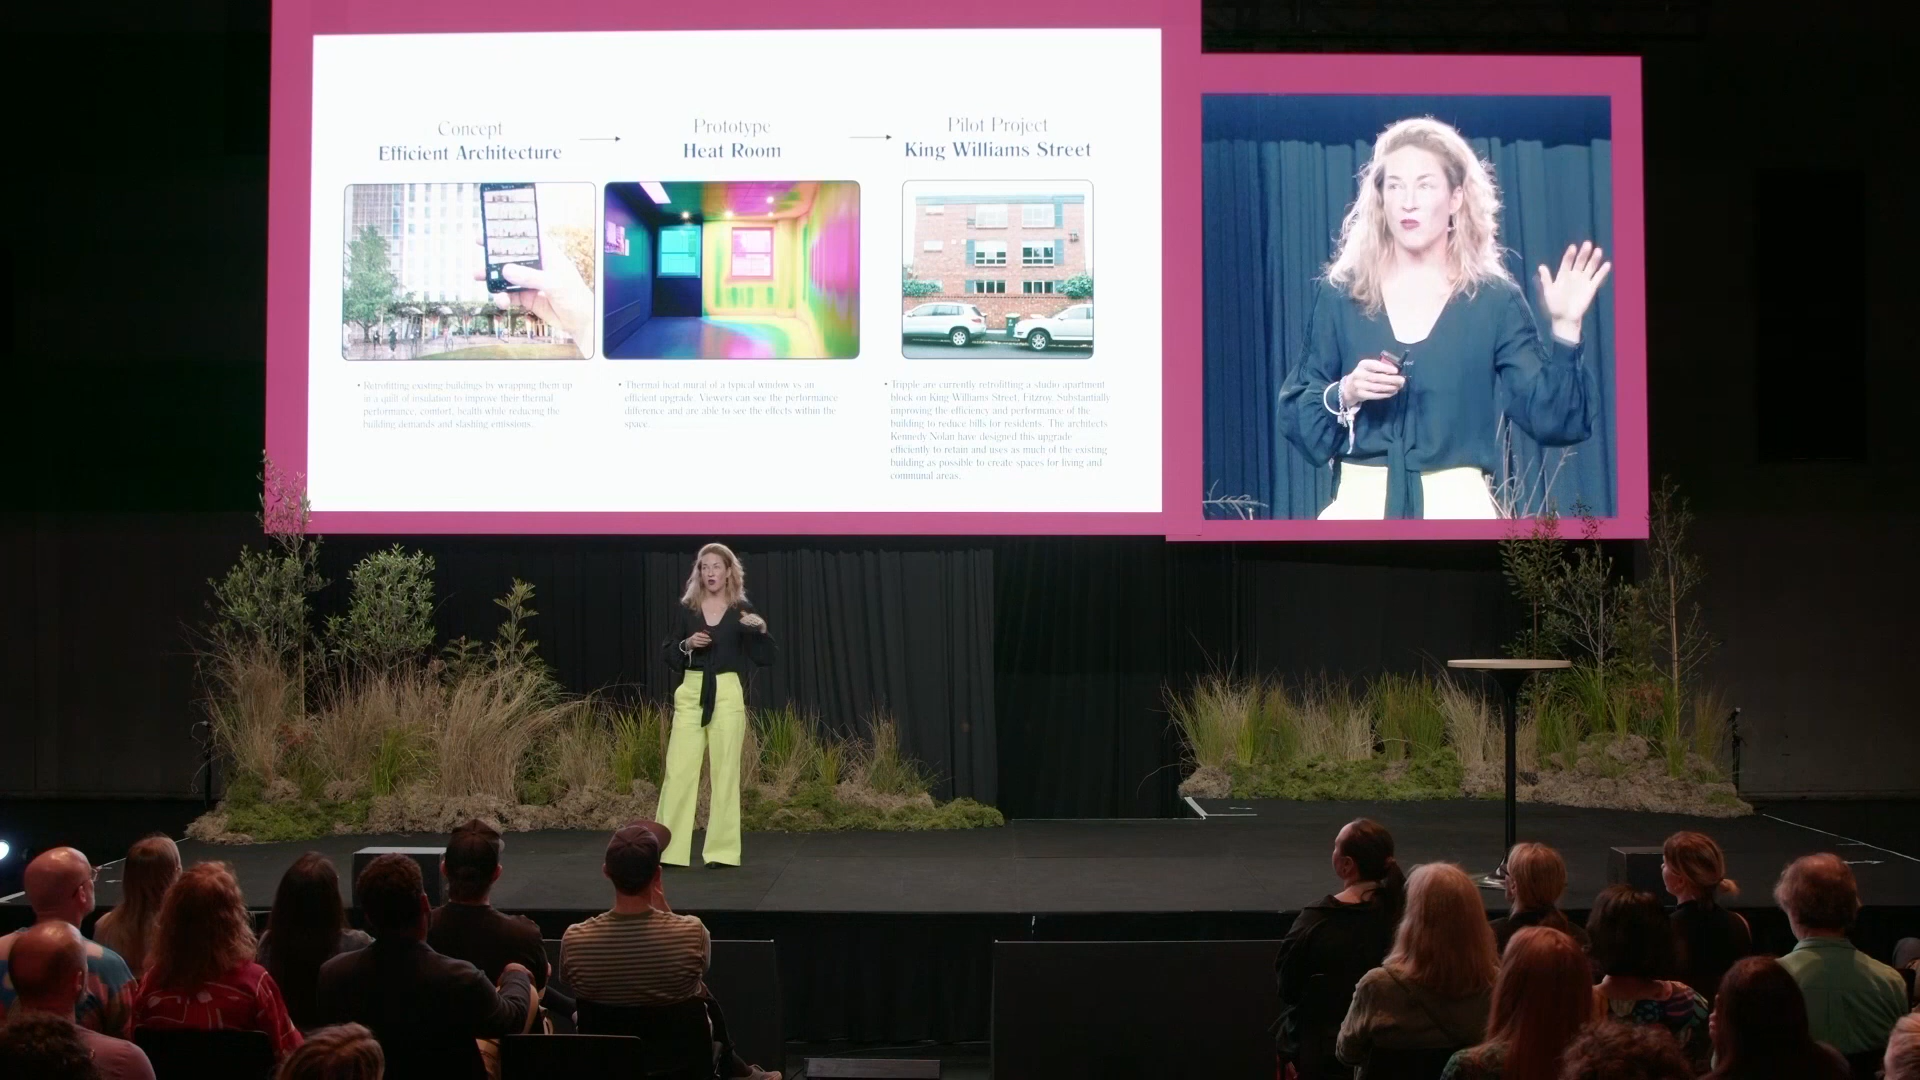 Concept
Efficient Architecture
Prototype
Heat Room
Pilot Project
King Williams Street
• Retrofitting existing buildings by wrapping them up
in a quilt of insulation to improve their thermal
performance, comfort, health while reducing the
building demands and slashing emissions.
• Thermal heat mural of a typical window vs an
efficient upgrade. Viewers can see the performance
difference and are able to see the effects within the
space.
• Tripple are currently retrofitting a studio apartment
block on King Williams Street, Fitzroy. Substantially
improving the efficiency and performance of the
building to reduce bills for residents. The architects
Kennedy Nolan have designed this upgrade
efficiently to retain and uses as much of the existing
building as possible to create spaces for living and
communal areas.